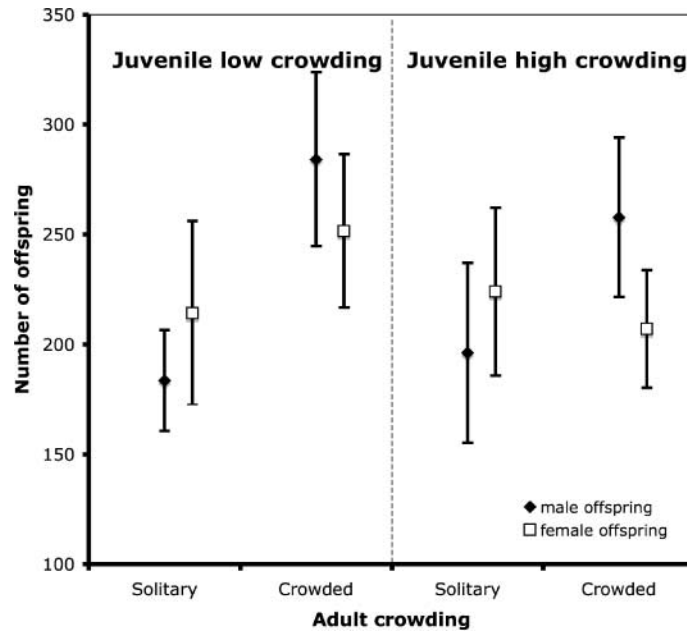 350
300
250
200
150
100
Number of offspring
Juvenile low crowding
Juvenile high crowding
male offspring
female offspring
Solitary
Crowded
Solitary
Crowded
Adult crowding